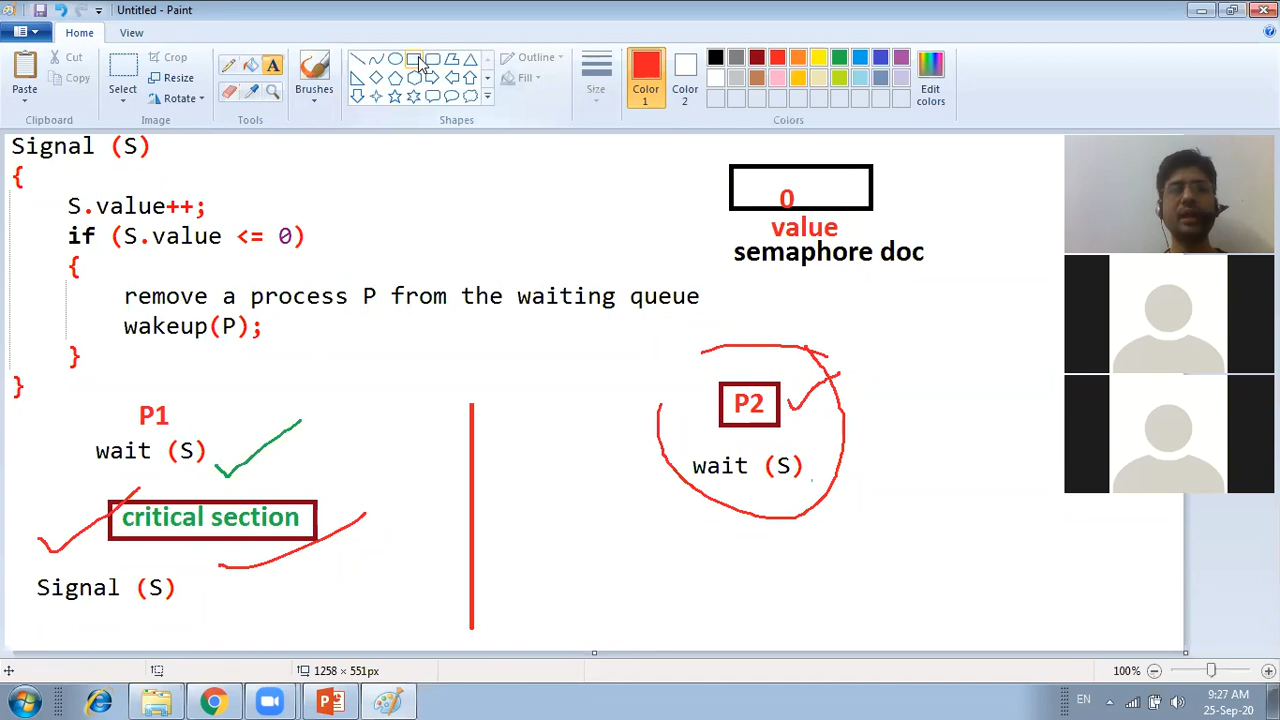 Untitled - Paint
Home
View
Paste
Cut
Copy
Clipboard
Select
Crop
Resize
Rotate
Image
Tools
Brushes
Shapes
Outline
Fill
Size
Color 1
Color 2
Edit colors
Colors
Signal (S)
{
S.value++;
if (S.value <= 0)
{
remove a process P from the waiting queue
wakeup(P);
}
}
0
value
semaphore doc
P1
wait (S)
critical section
Signal (S)
P2
wait (S)
1258 × 551px
100%
EN
9:27 AM
25-Sep-20